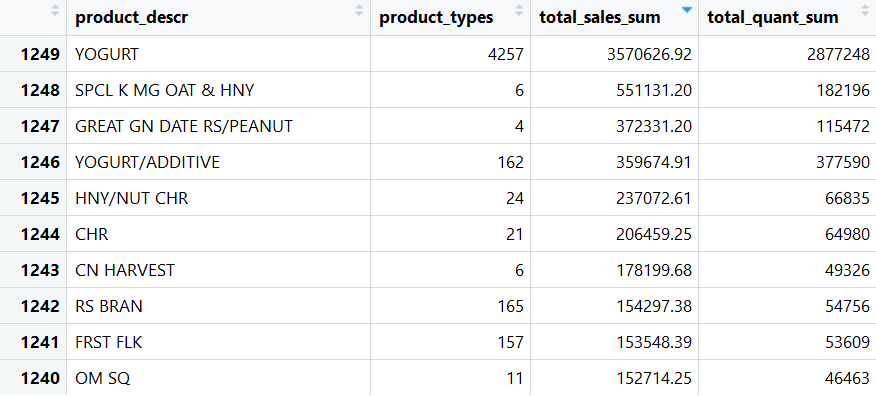 product_descr product_types total_sales_sum total_quant_sum
1249 YOGURT 4257 3570626.92 2877248
1248 SPCL K MG OAT & HNY 6 551131.20 182196
1247 GREAT GN DATE RS/PEANUT 4 372331.20 115472
1246 YOGURT/ADDITIVE 162 359674.91 377590
1245 HNY/NUT CHR 24 237072.61 66835
1244 CHR 21 206459.25 64980
1243 CN HARVEST 6 178199.68 49326
1242 RS BRAN 165 154297.38 54756
1241 FRST FLK 157 153548.39 53609
1240 OM SQ 11 152714.25 46463